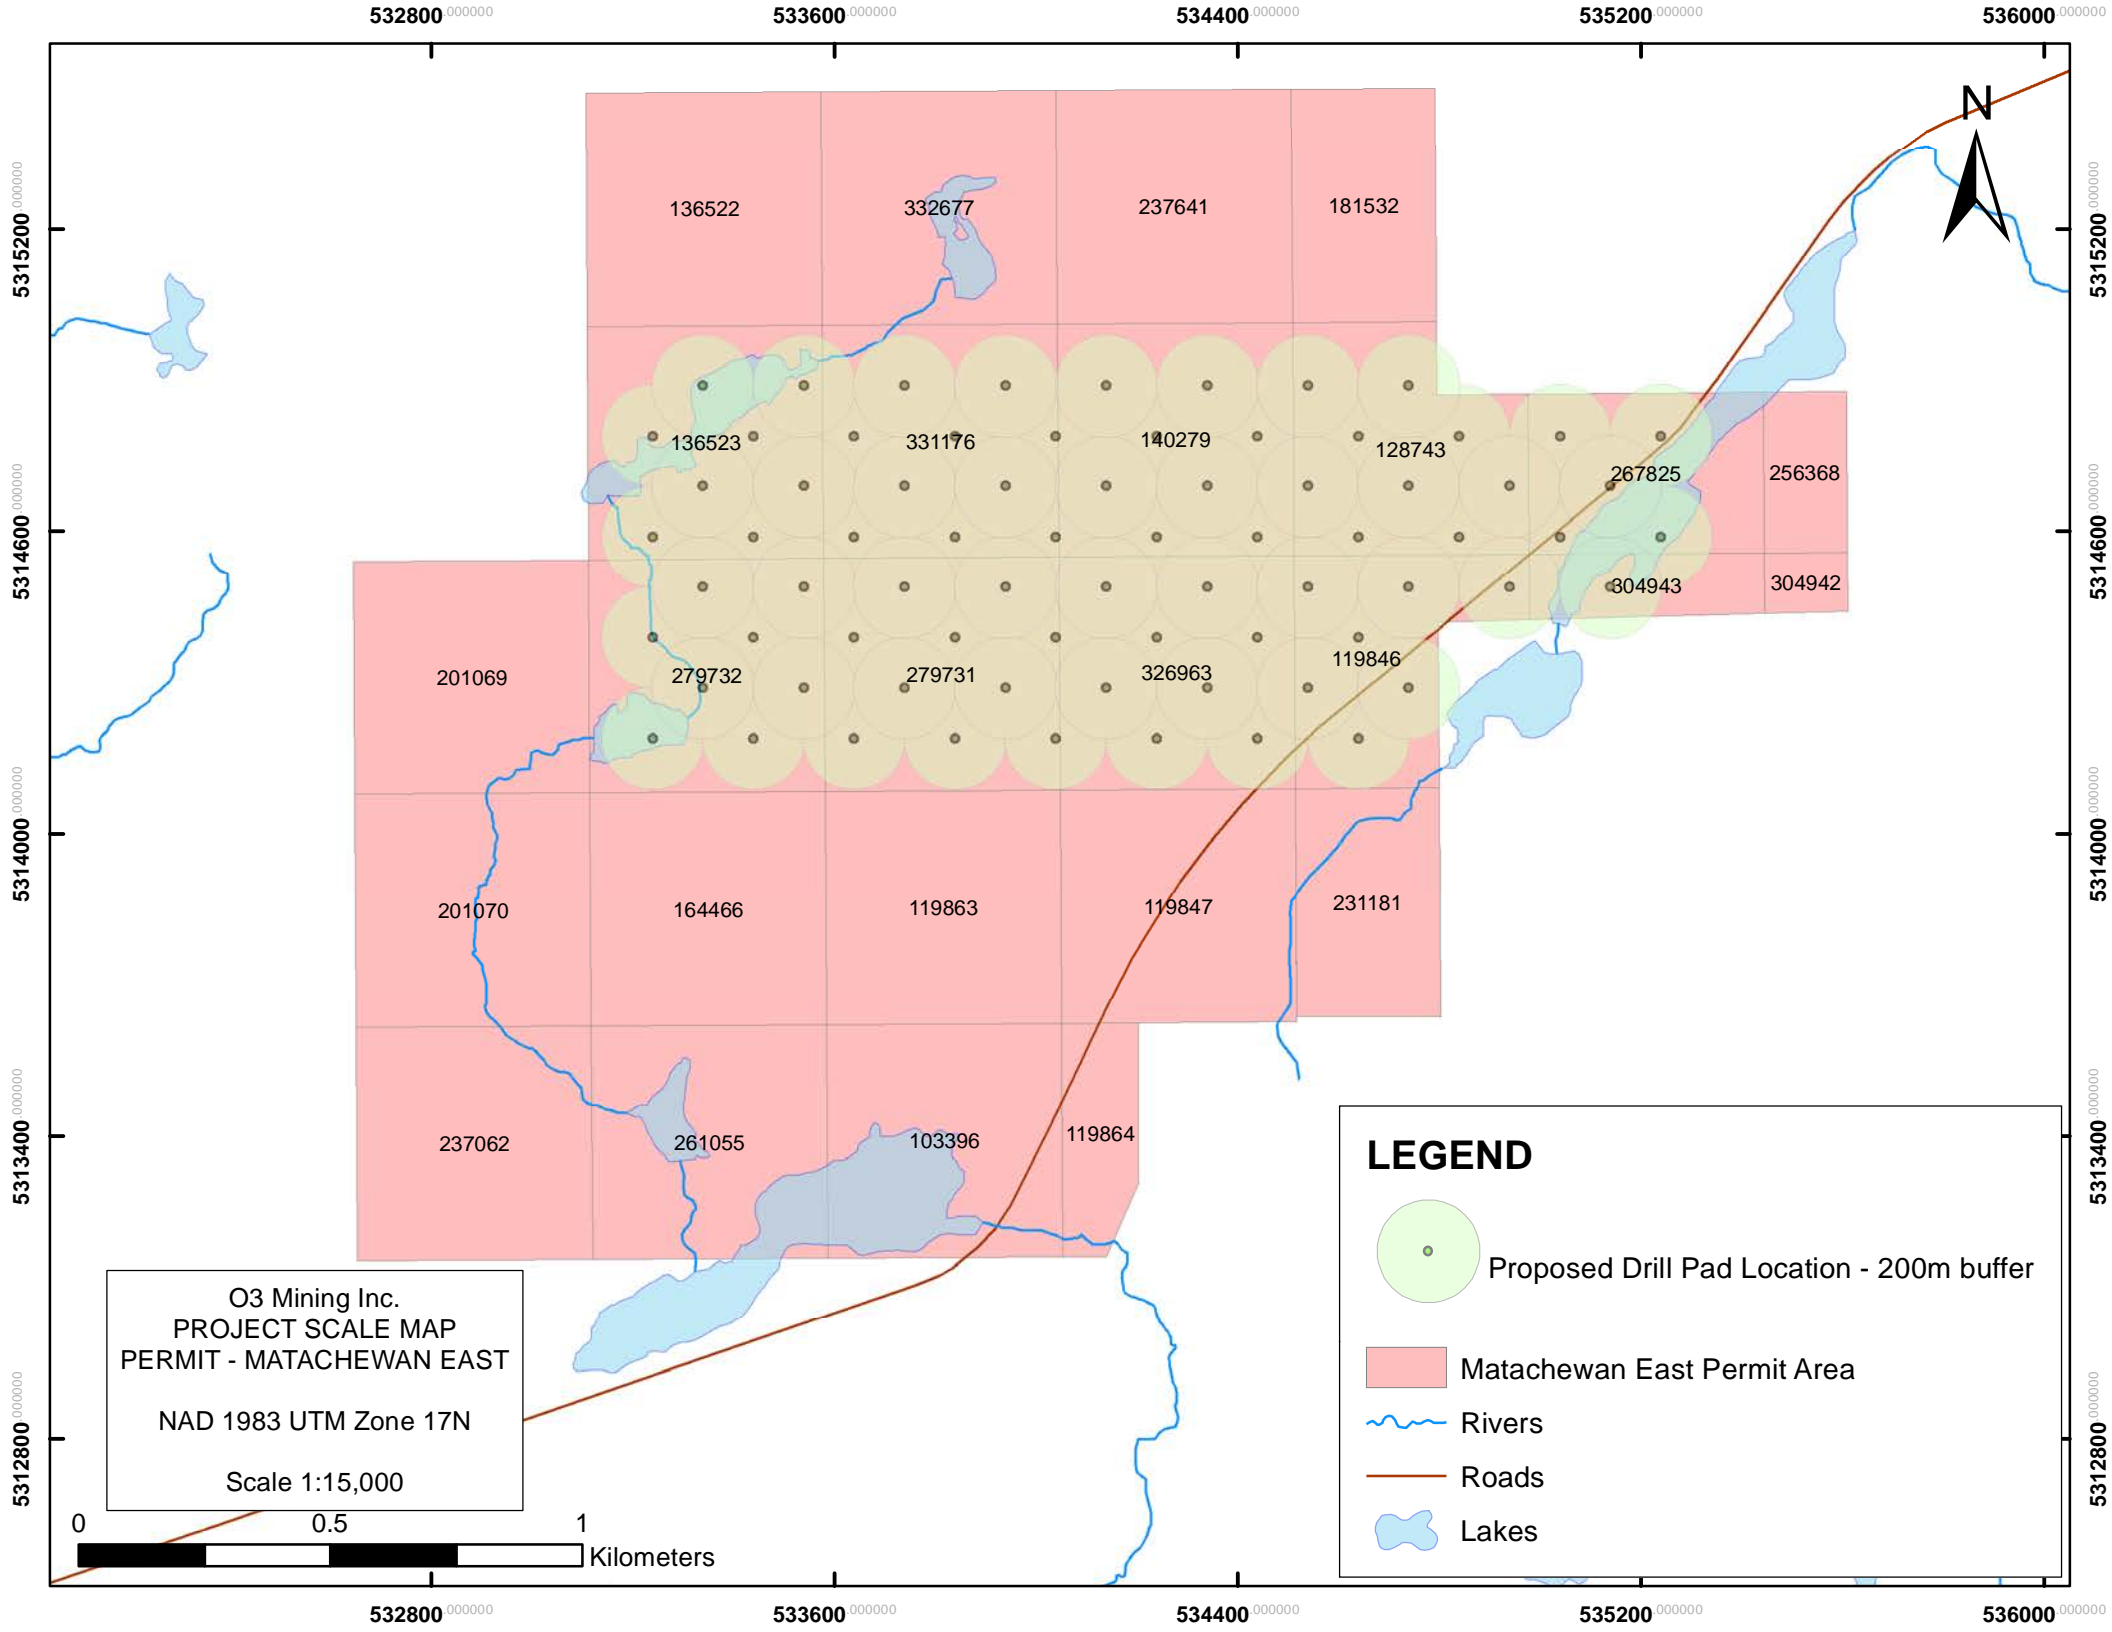 532800.000000 533600.000000 534400.000000 535200.000000 536000.000000
5315200.000000
5314600.000000
5314000.000000
5313400.000000
5312800.000000
N
136522 332677 237641 181532
136523 331176 140279 128743 267825 256368
304943 304942
201069 279732 279731 326963 119846
201070 164466 119863 119847 231181
237062 261055 103396 119864
5315200.000000
5314600.000000
5314000.000000
5313400.000000
5312800.000000
O3 Mining Inc.
PROJECT SCALE MAP
PERMIT - MATACHEWAN EAST
NAD 1983 UTM Zone 17N
Scale 1:15,000
0 0.5 1
Kilometers
LEGEND
Proposed Drill Pad Location - 200m buffer
Matachewan East Permit Area
Rivers
Roads
Lakes
532800.000000 533600.000000 534400.000000 535200.000000 536000.000000